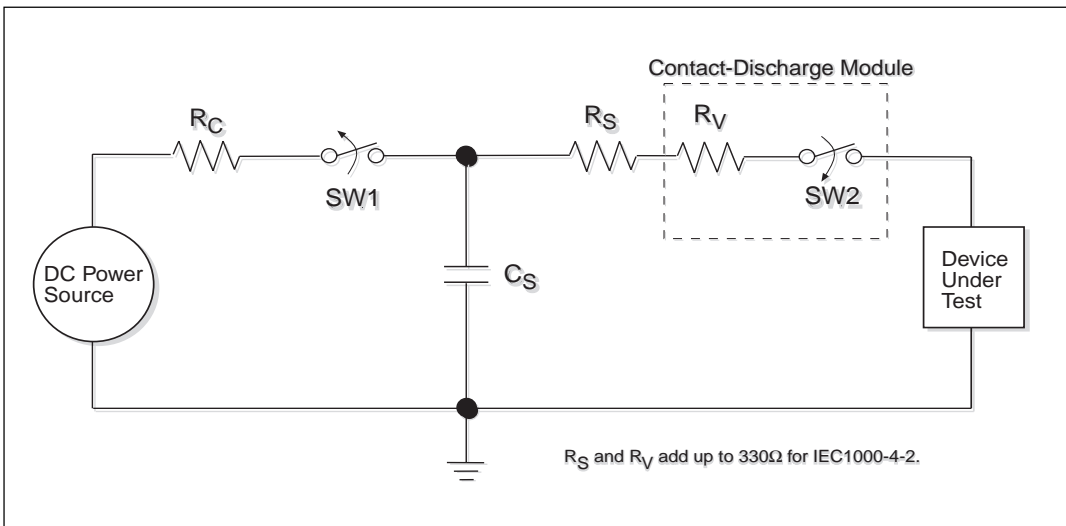 Contact-Discharge Module
RC
RS
RV
SW1
SW2
DC Power
Source
CS
Device
Under
Test
RS and RV add up to 330Ω for IEC1000-4-2.